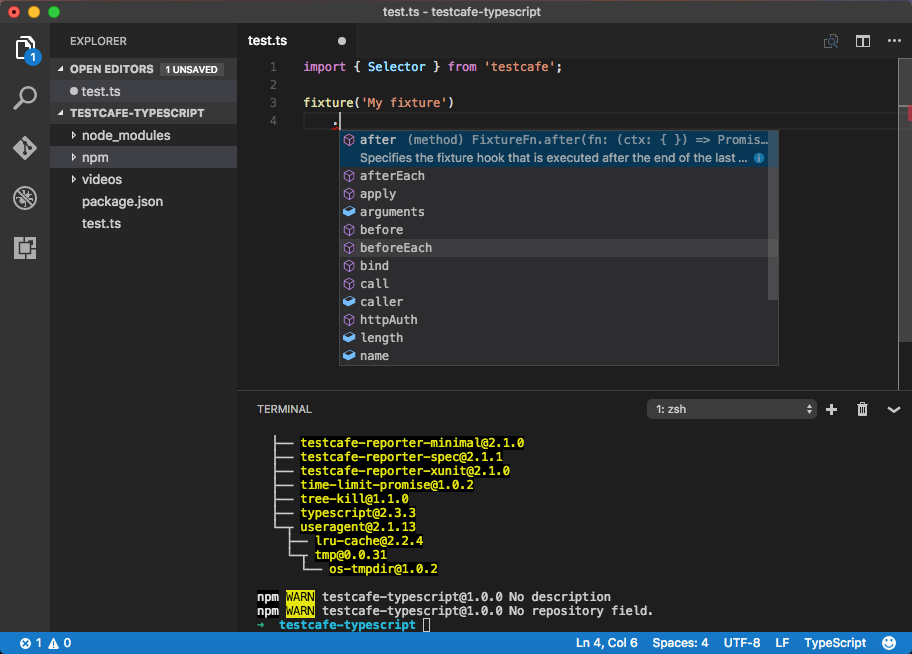 test.ts - testcafe-typescript
EXPLORER
OPEN EDITORS 1 UNSAVED
test.ts
TESTCAFE-TYPESCRIPT
node_modules
npm
videos
package.json
test.ts
1
test.ts
1 import { Selector } from 'testcafe';
2
3 fixture('My fixture')
4 .
after (method) FixtureFn.after(fn: (ctx: { }) => Promis…
Specifies the fixture hook that is executed after the end of the last …
afterEach
apply
arguments
before
beforeEach
bind
call
caller
httpAuth
length
name
TERMINAL
1: zsh
testcafe-reporter-minimal@2.1.0
testcafe-reporter-spec@2.1.1
testcafe-reporter-xunit@2.1.0
time-limit-promise@1.0.2
tree-kill@1.1.0
typescript@2.3.3
useragent@2.1.13
lru-cache@2.2.4
tmp@0.0.31
os-tmpdir@1.0.2
npm WARN testcafe-typescript@1.0.0 No description
npm WARN testcafe-typescript@1.0.0 No repository field.
→ testcafe-typescript
1 0 Ln 4, Col 6 Spaces: 4 UTF-8 LF TypeScript